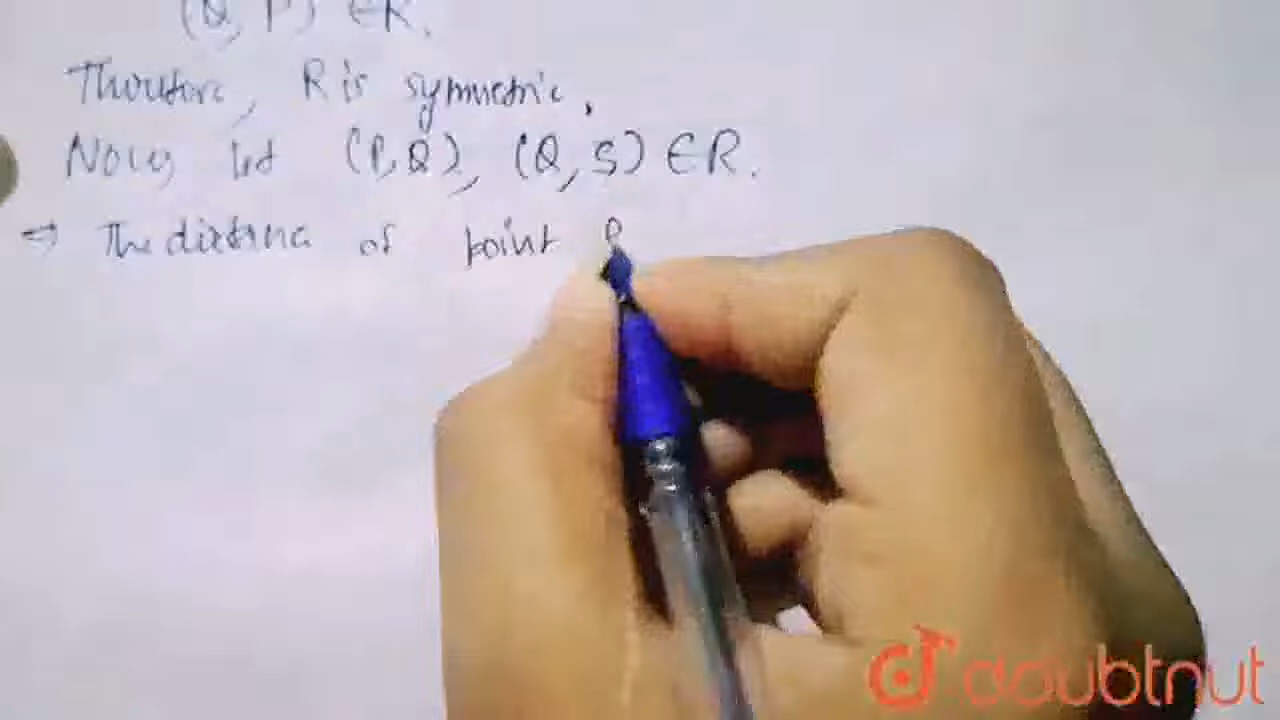 (Q, P) ∈ R.
Therefore, R is symmetric,
Now, let (P,Q), (Q, S) ∈ R.
⇒ The distance of point P
doubtnut